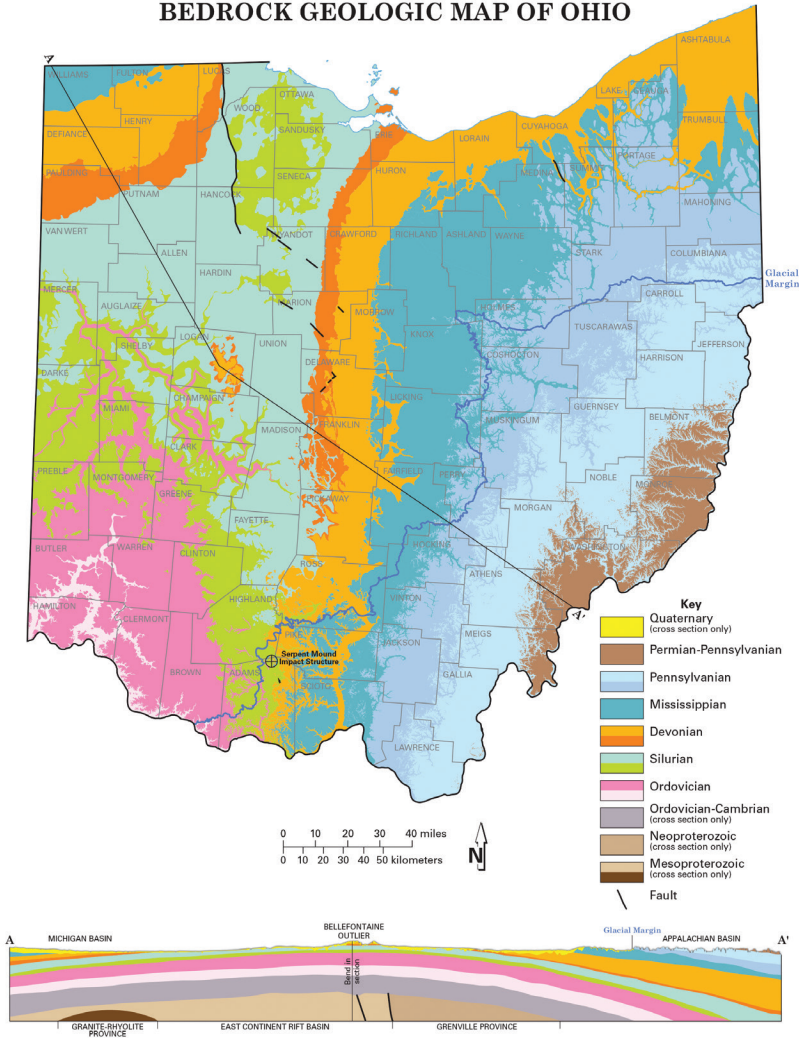 BEDROCK GEOLOGIC MAP OF OHIO
A
WILLIAMS
FULTON
LUCAS
OTTAWA
WOOD
SANDUSKY
ERIE
LORAIN
CUYAHOGA
LAKE
GEAUGA
ASHTABULA
TRUMBULL
HENRY
DEFIANCE
PAULDING
PUTNAM
HANCOCK
SENECA
HURON
MEDINA
SUMMIT
PORTAGE
MAHONING
VAN WERT
ALLEN
WYANDOT
CRAWFORD
RICHLAND
ASHLAND
WAYNE
STARK
COLUMBIANA
Glacial
Margin
HARDIN
MERCER
AUGLAIZE
MARION
MORROW
HOLMES
CARROLL
TUSCARAWAS
JEFFERSON
HARRISON
LOGAN
SHELBY
UNION
KNOX
COSHOCTON
DELAWARE
DARKE
MIAMI
CHAMPAIGN
LICKING
MUSKINGUM
GUERNSEY
BELMONT
CLARK
MADISON
FRANKLIN
PREBLE
MONTGOMERY
GREENE
FAIRFIELD
PERRY
NOBLE
MONROE
PICKAWAY
MORGAN
FAYETTE
BUTLER
WARREN
CLINTON
HOCKING
WASHINGTON
ROSS
ATHENS
HAMILTON
CLERMONT
HIGHLAND
VINTON
A'
PIKE
JACKSON
MEIGS
Serpent Mound
Impact Structure
BROWN
ADAMS
SCIOTO
GALLIA
LAWRENCE
Key
Quaternary
(cross section only)
Permian-Pennsylvanian
Pennsylvanian
Mississippian
Devonian
Silurian
Ordovician
Ordovician-Cambrian
(cross section only)
Neoproterozoic
(cross section only)
Mesoproterozoic
(cross section only)
Fault
0 10 20 30 40 miles
0 10 20 30 40 50 kilometers
N
A
MICHIGAN BASIN
BELLEFONTAINE
OUTLIER
Glacial Margin
APPALACHIAN BASIN
A'
Bend in
section
GRANITE-RHYOLITE
PROVINCE
EAST CONTINENT RIFT BASIN
GRENVILLE PROVINCE